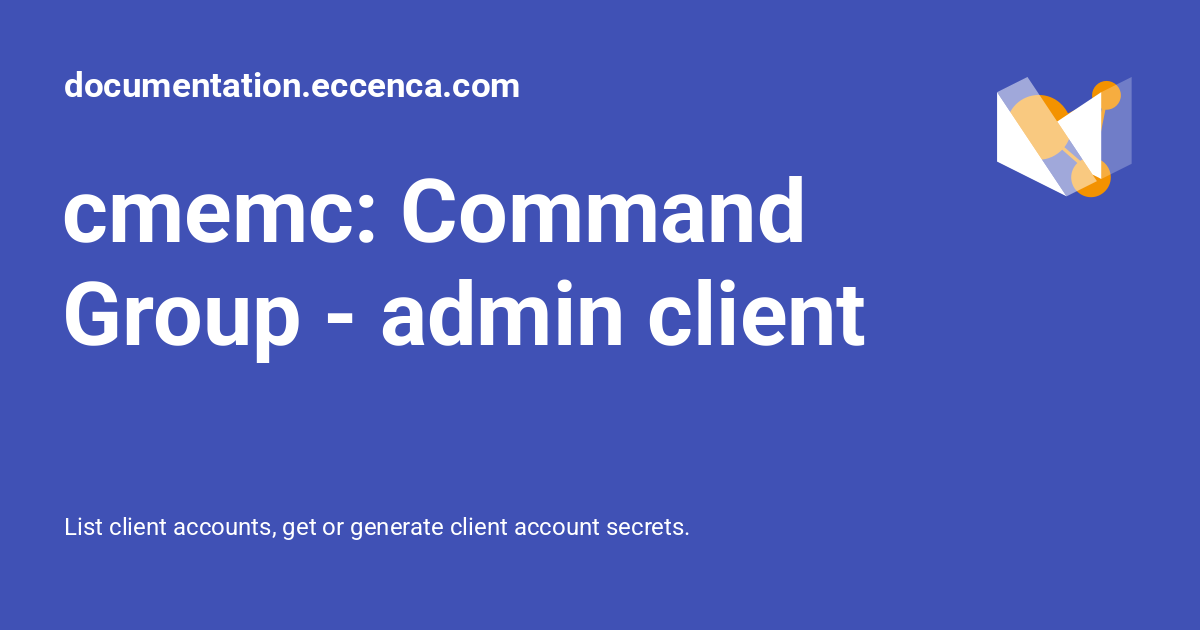 documentation.eccenca.com
cmemc: Command
Group - admin client
List client accounts, get or generate client account secrets.